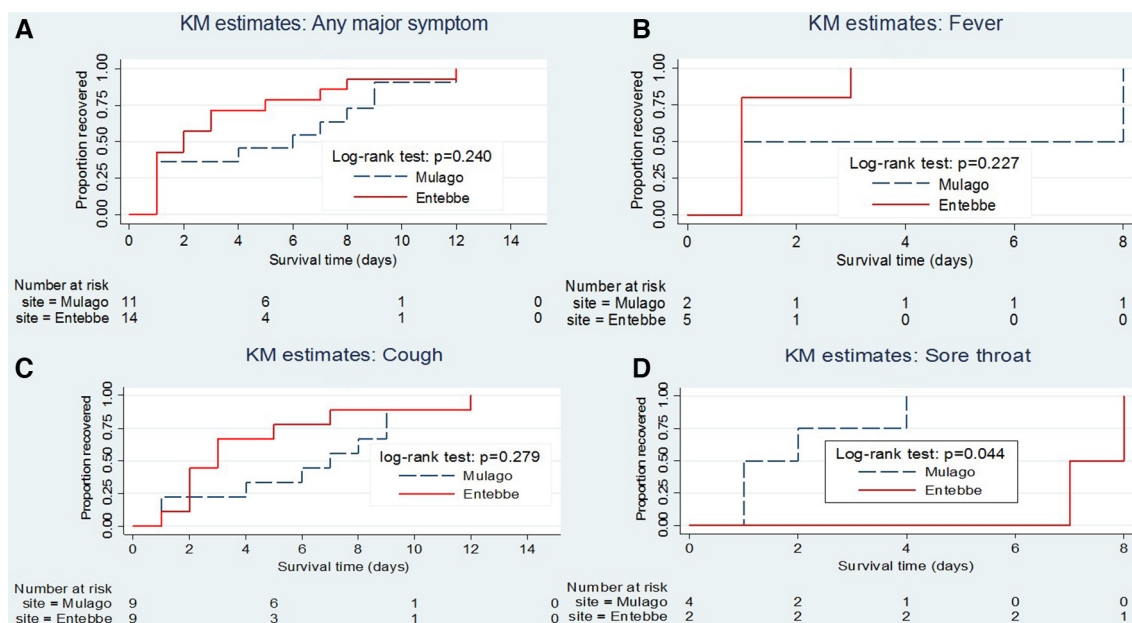 A
KM estimates: Any major symptom
Proportion recovered
0.00 0.25 0.50 0.75 1.00
Log-rank test: p=0.240
Mulago
Entebbe
0 2 4 6 8 10 12 14
Survival time (days)
Number at risk
site = Mulago 11 6 1 0
site = Entebbe 14 4 1 0
B
KM estimates: Fever
Proportion recovered
0.00 0.25 0.50 0.75 1.00
Log-rank test: p=0.227
Mulago
Entebbe
0 2 4 6 8
Survival time (days)
Number at risk
site = Mulago 2 1 1 1 1
site = Entebbe 5 1 0 0 0
C
KM estimates: Cough
Proportion recovered
0.00 0.25 0.50 0.75 1.00
log-rank test: p=0.279
Mulago
Entebbe
0 2 4 6 8 10 12 14
Survival time (days)
Number at risk
site = Mulago 9 6 1 0
site = Entebbe 9 3 1 0
D
KM estimates: Sore throat
Proportion recovered
0.00 0.25 0.50 0.75 1.00
Log-rank test: p=0.044
Mulago
Entebbe
0 2 4 6 8
Survival time (days)
Number at risk
site = Mulago 4 2 1 0 0
site = Entebbe 2 2 2 2 1